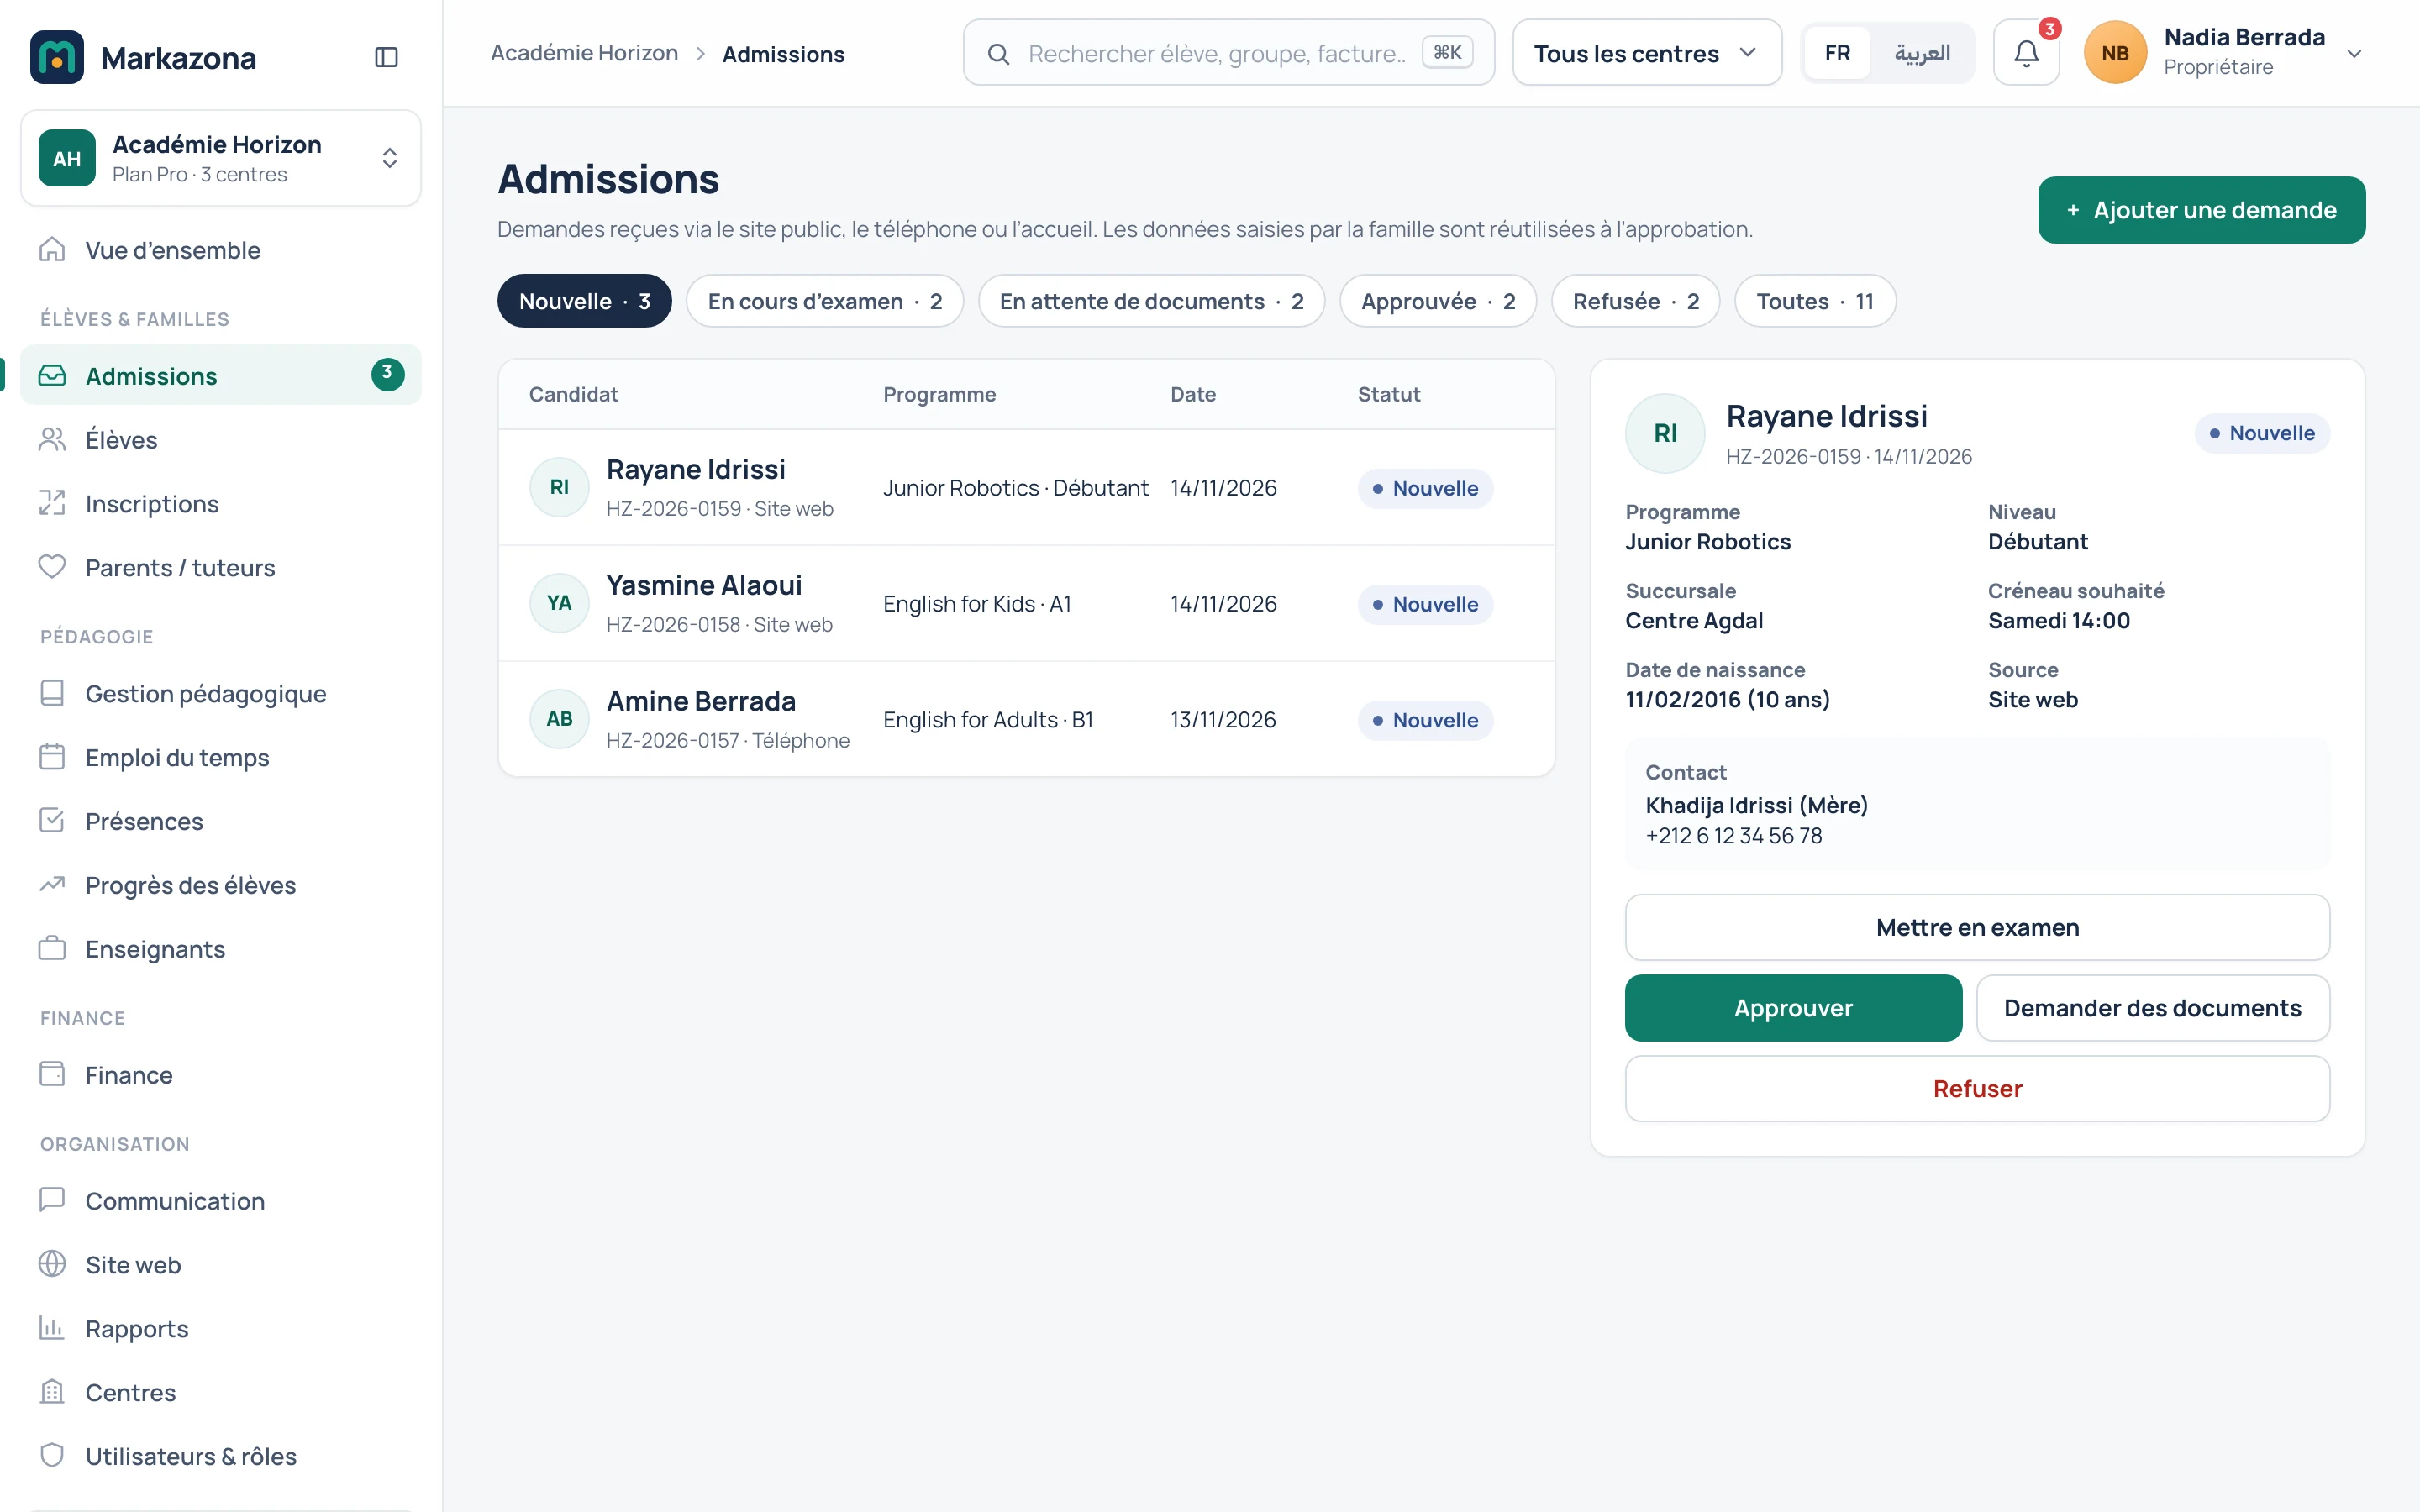 Markazona
AH
Académie Horizon
Plan Pro · 3 centres
Vue d’ensemble
ÉLÈVES & FAMILLES
Admissions 3
Élèves
Inscriptions
Parents / tuteurs
PÉDAGOGIE
Gestion pédagogique
Emploi du temps
Présences
Progrès des élèves
Enseignants
FINANCE
Finance
ORGANISATION
Communication
Site web
Rapports
Centres
Utilisateurs & rôles
Académie Horizon > Admissions
Rechercher élève, groupe, facture.. ⌘K
Tous les centres
FR العربية
3
NB
Nadia Berrada
Propriétaire
Admissions
Demandes reçues via le site public, le téléphone ou l’accueil. Les données saisies par la famille sont réutilisées à l’approbation.
+ Ajouter une demande
Nouvelle · 3 En cours d’examen · 2 En attente de documents · 2 Approuvée · 2 Refusée · 2 Toutes · 11
Candidat Programme Date Statut
RI Rayane Idrissi Junior Robotics · Débutant 14/11/2026 Nouvelle
HZ-2026-0159 · Site web
YA Yasmine Alaoui English for Kids · A1 14/11/2026 Nouvelle
HZ-2026-0158 · Site web
AB Amine Berrada English for Adults · B1 13/11/2026 Nouvelle
HZ-2026-0157 · Téléphone
RI Rayane Idrissi Nouvelle
HZ-2026-0159 · 14/11/2026
Programme Niveau
Junior Robotics Débutant
Succursale Créneau souhaité
Centre Agdal Samedi 14:00
Date de naissance Source
11/02/2016 (10 ans) Site web
Contact
Khadija Idrissi (Mère)
+212 6 12 34 56 78
Mettre en examen
Approuver Demander des documents
Refuser